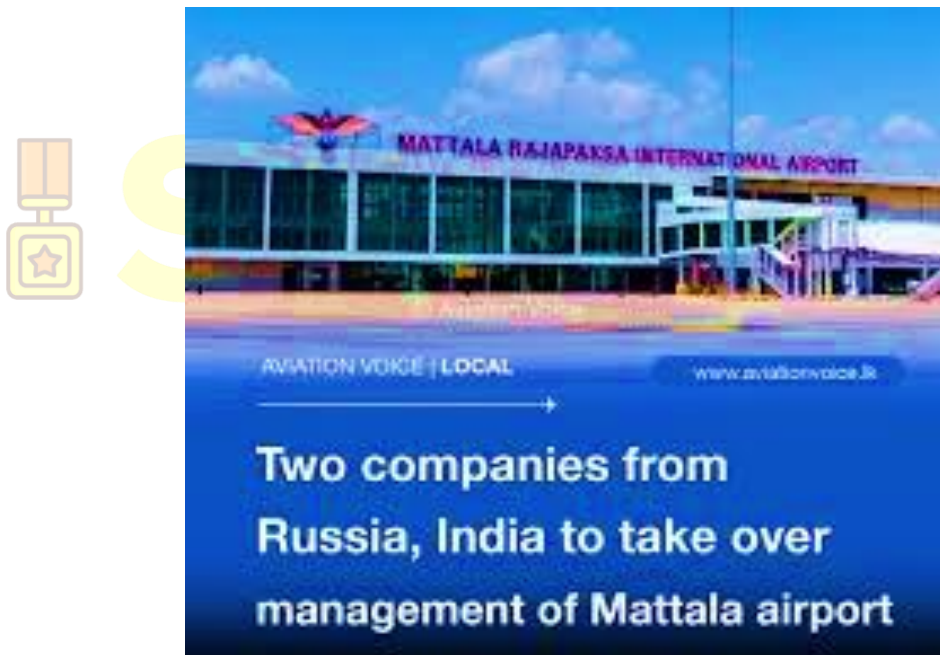 MATTALA RAJAPAKSA INTERNATIONAL AIRPORT
AVIATION VOICE | LOCAL
www.aviationvoice.lk
Two companies from
Russia, India to take over
management of Mattala airport